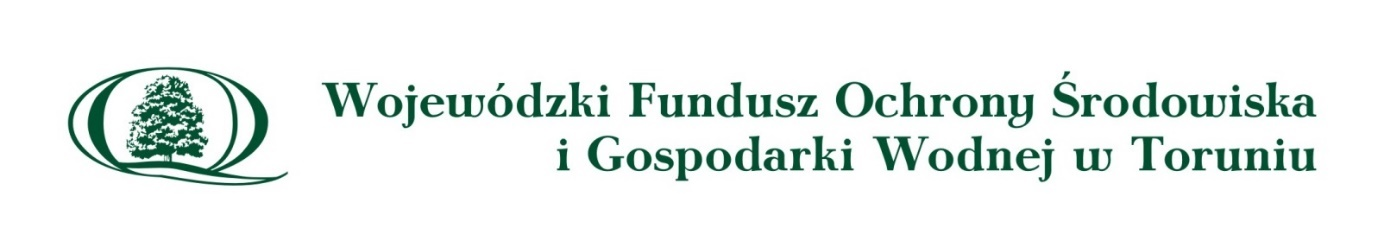 Wojewódzki Fundusz Ochrony Środowiska
i Gospodarki Wodnej w Toruniu